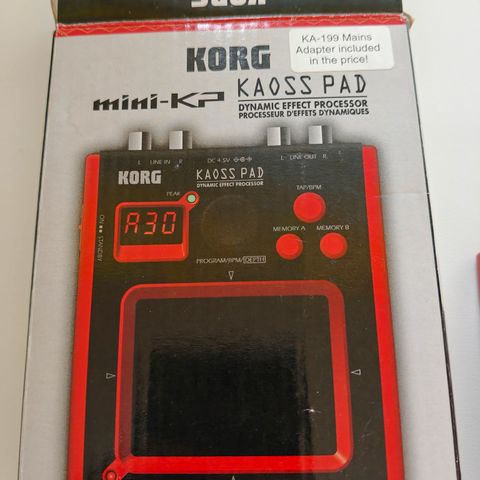 KORG
KA-199 Mains
Adapter included
in the price!
mini-KP
KAOSS PAD
DYNAMIC EFFECT PROCESSOR
PROCESSEUR D'EFFETS DYNAMIQUES
L LINE IN R
DC 4.5V
L LINE OUT R
KORG
KAOSS PAD
DYNAMIC EFFECT PROCESSOR
PEAK
A30
TAP/BPM
MEMORY A
MEMORY B
ON
STANDBY
PROGRAM/BPM/DEPTH